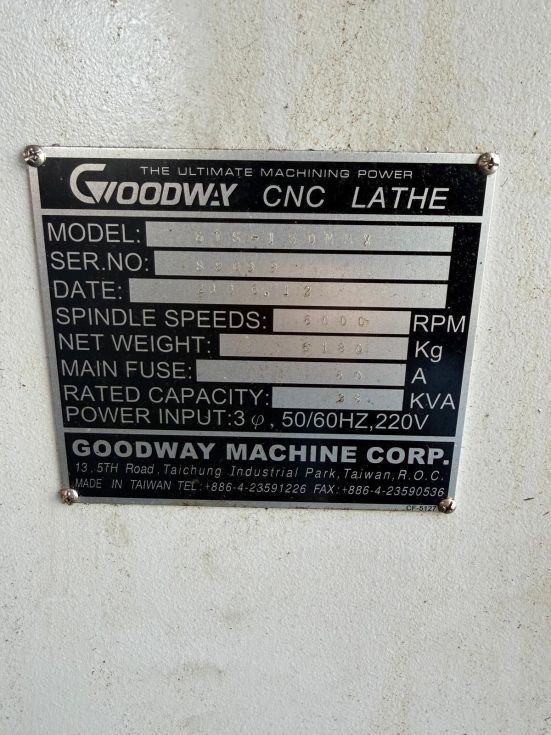 THE ULTIMATE MACHINING POWER
GOODWAY CNC LATHE
MODEL:
SER.NO:
DATE:
SPINDLE SPEEDS: 6000 RPM
NET WEIGHT: Kg
MAIN FUSE: A
RATED CAPACITY: KVA
POWER INPUT:3 φ, 50/60HZ,220V
GOODWAY MACHINE CORP.
13, 5TH Road, Taichung Industrial Park,Taiwan,R.O.C.
MADE IN TAIWAN TEL:+886-4-23591226 FAX:+886-4-23590536